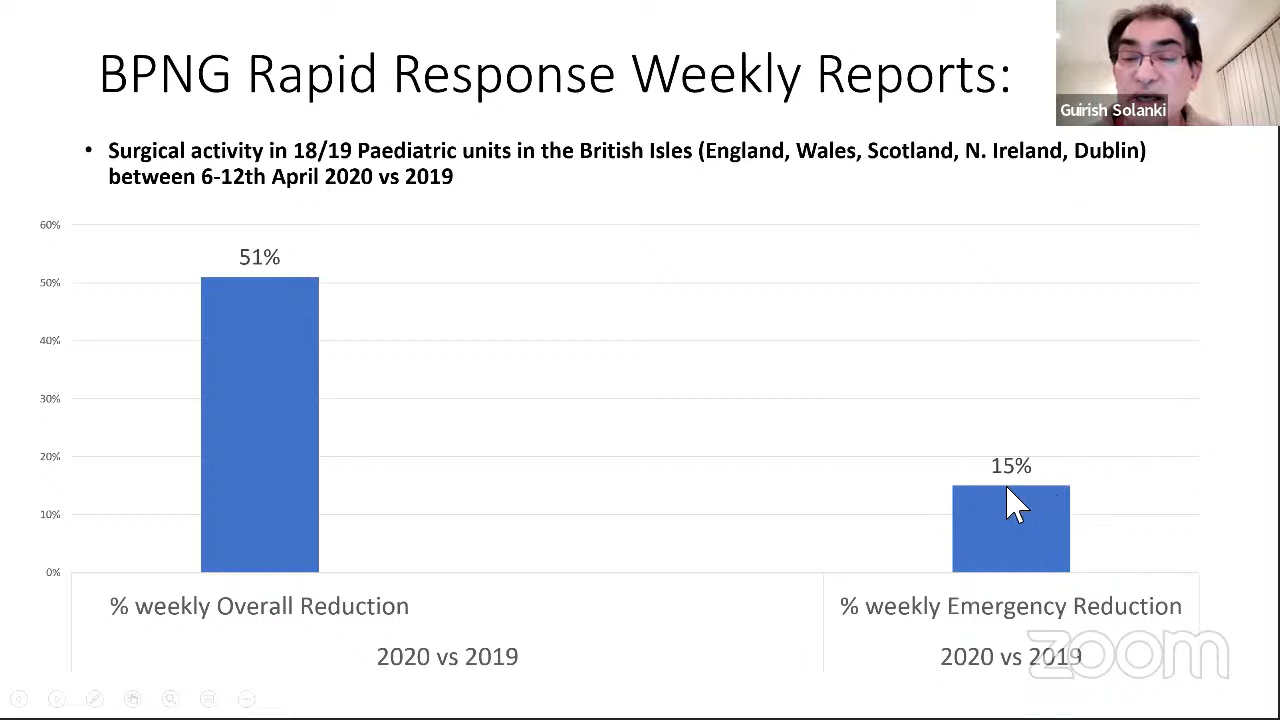 BPNG Rapid Response Weekly Reports:
Guirish Solanki
• Surgical activity in 18/19 Paediatric units in the British Isles (England, Wales, Scotland, N. Ireland, Dublin)
between 6-12th April 2020 vs 2019
60%
50%
40%
30%
20%
10%
0%
51%
15%
% weekly Overall Reduction
% weekly Emergency Reduction
2020 vs 2019
2020 vs 2019
zoom